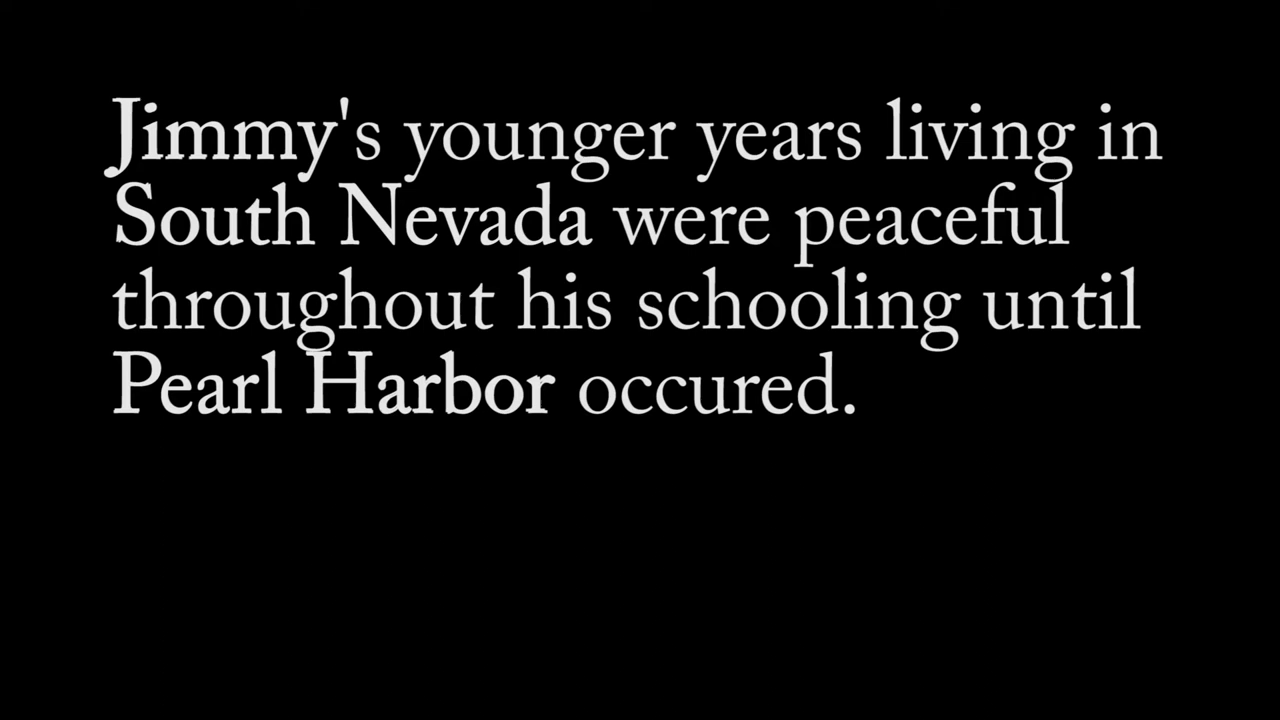 Jimmy's younger years living in
South Nevada were peaceful
throughout his schooling until
Pearl Harbor occured.